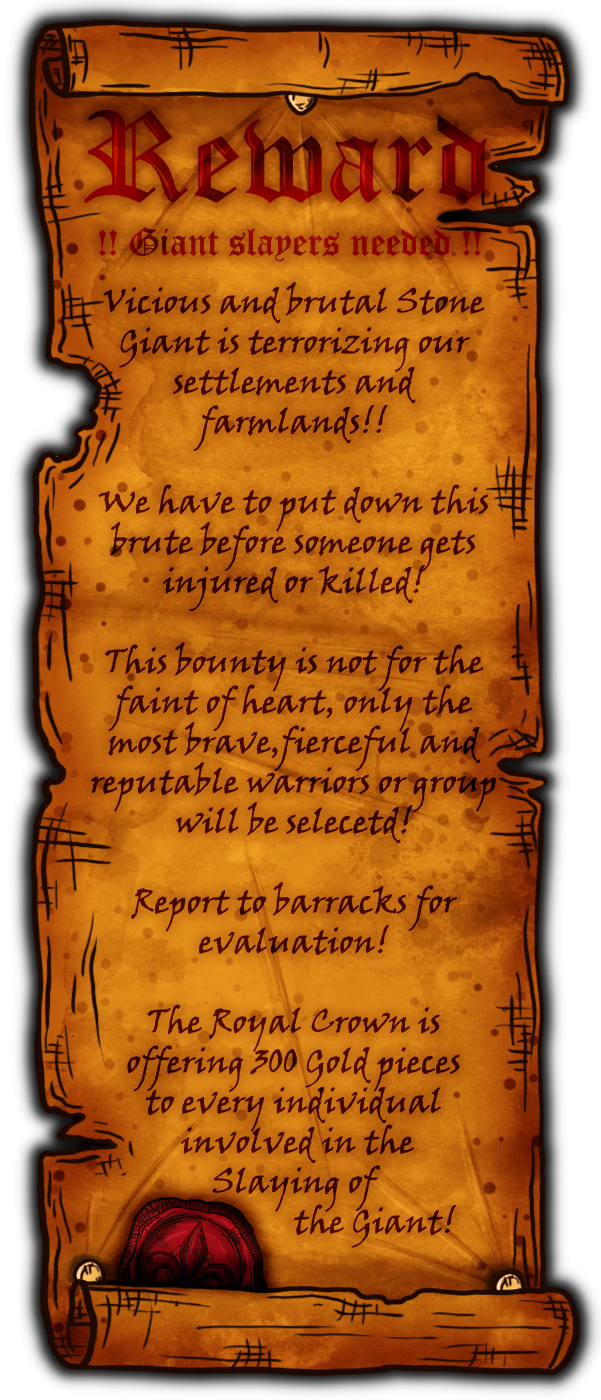 Reward
!! Giant slayers needed !!
Vicious and brutal Stone
Giant is terrorizing our
settlements and
farmlands!!
We have to put down this
brute before someone gets
injured or killed!
This bounty is not for the
faint of heart, only the
most brave,fierceful and
reputable warriors or group
will be selecetd!
Report to barracks for
evaluation!
The Royal Crown is
offering 300 Gold pieces
to every individual
involved in the
Slaying of
the Giant!